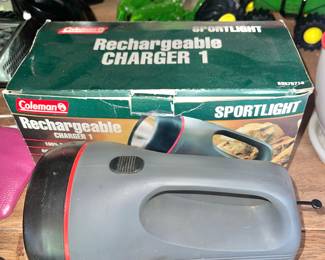 Coleman
SPORTLIGHT
Rechargeable
CHARGER 1
Coleman
SPORTLIGHT
Rechargeable
CHARGER 1